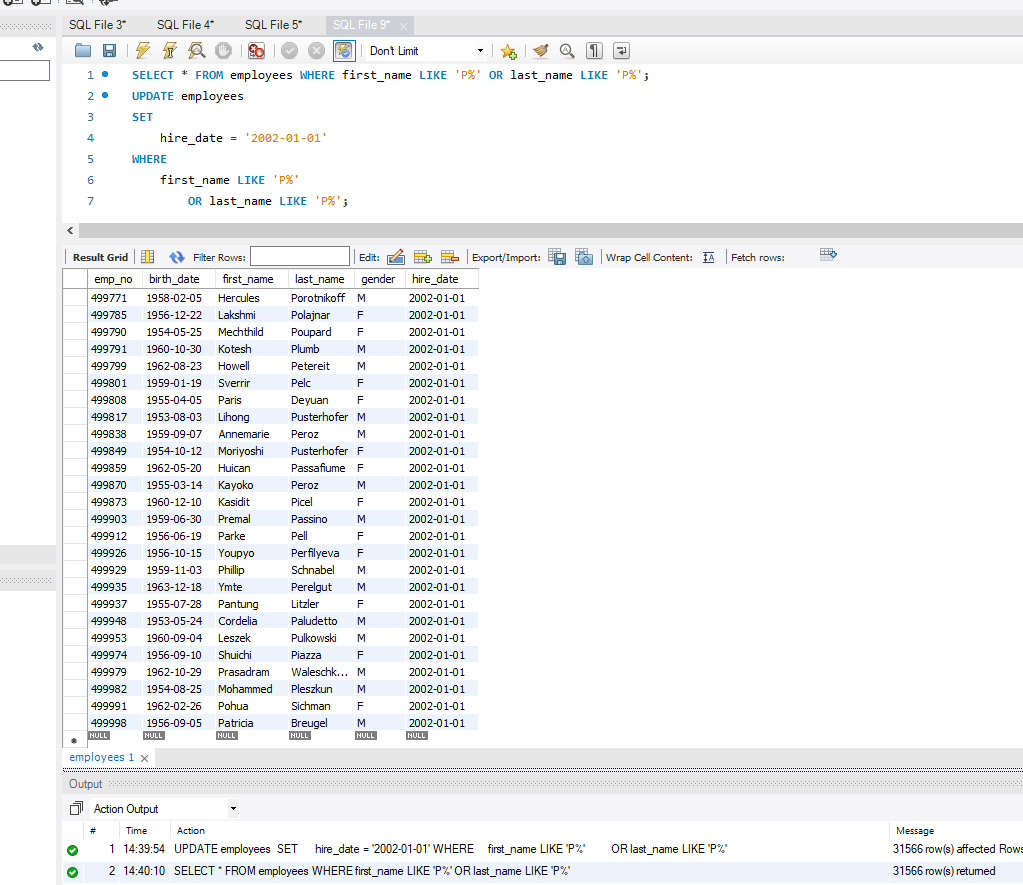 SQL File 3* SQL File 4* SQL File 5* SQL File 9*
Don't Limit
1 SELECT * FROM employees WHERE first_name LIKE 'P%' OR last_name LIKE 'P%';
2 UPDATE employees
3 SET
4 hire_date = '2002-01-01'
5 WHERE
6 first_name LIKE 'P%'
7 OR last_name LIKE 'P%';
Result Grid Filter Rows: Edit: Export/Import: Wrap Cell Content: Fetch rows:
emp_no birth_date first_name last_name gender hire_date
499771 1958-02-05 Hercules Porotnikoff M 2002-01-01
499785 1956-12-22 Lakshmi Polajnar F 2002-01-01
499790 1954-05-25 Mechthild Poupard F 2002-01-01
499791 1960-10-30 Kotesh Plumb M 2002-01-01
499799 1962-08-23 Howell Petereit M 2002-01-01
499801 1959-01-19 Sverrir Pelc F 2002-01-01
499808 1955-04-05 Paris Deyuan F 2002-01-01
499817 1953-08-03 Lihong Pusterhofer M 2002-01-01
499838 1959-09-07 Annemarie Peroz M 2002-01-01
499849 1954-10-12 Moriyoshi Pusterhofer F 2002-01-01
499859 1962-05-20 Huican Passafiume F 2002-01-01
499870 1955-03-14 Kayoko Peroz M 2002-01-01
499873 1960-12-10 Kasidit Picel F 2002-01-01
499903 1959-06-30 Premal Passino M 2002-01-01
499912 1956-06-19 Parke Pell F 2002-01-01
499926 1956-10-15 Youpyo Perfilyeva F 2002-01-01
499929 1959-11-03 Phillip Schnabel M 2002-01-01
499935 1963-12-18 Ymte Perelgut M 2002-01-01
499937 1955-07-28 Pantung Litzler F 2002-01-01
499948 1953-05-24 Cordelia Paludetto M 2002-01-01
499953 1960-09-04 Leszek Pulkowski M 2002-01-01
499974 1956-09-10 Shuichi Piazza F 2002-01-01
499979 1962-10-29 Prasadram Waleschk... M 2002-01-01
499982 1954-08-25 Mohammed Pleszkun M 2002-01-01
499991 1962-02-26 Pohua Sichman F 2002-01-01
499998 1956-09-05 Patricia Breugel M 2002-01-01
NULL NULL NULL NULL NULL NULL
employees 1
Output
Action Output
# Time Action Message
1 14:39:54 UPDATE employees SET hire_date = '2002-01-01' WHERE first_name LIKE 'P%' OR last_name LIKE 'P%' 31566 row(s) affected Rows
2 14:40:10 SELECT * FROM employees WHERE first_name LIKE 'P%' OR last_name LIKE 'P%' 31566 row(s) returned